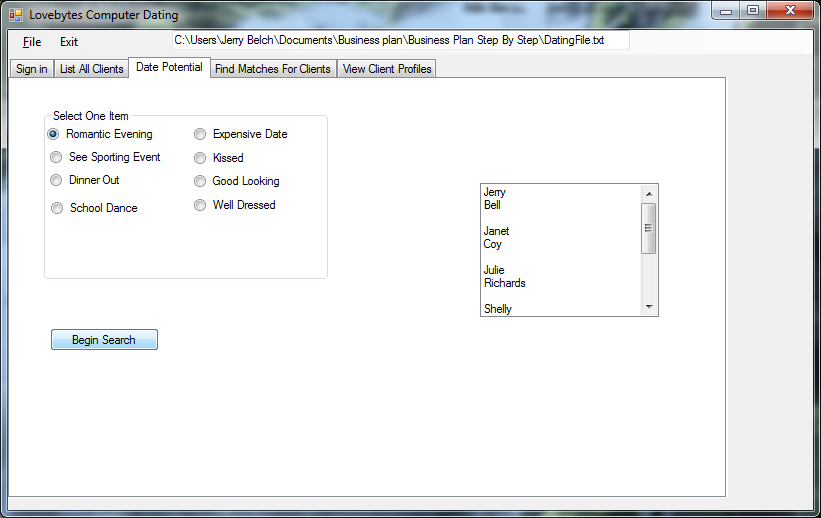 Lovebytes Computer Dating
File Exit C:\Users\Jerry Belch\Documents\Business plan\Business Plan Step By Step\DatingFile.txt
Sign in List All Clients Date Potential Find Matches For Clients View Client Profiles
Select One Item
Romantic Evening Expensive Date
See Sporting Event Kissed
Dinner Out Good Looking
School Dance Well Dressed
Jerry
Bell
Janet
Coy
Julie
Richards
Shelly
Begin Search